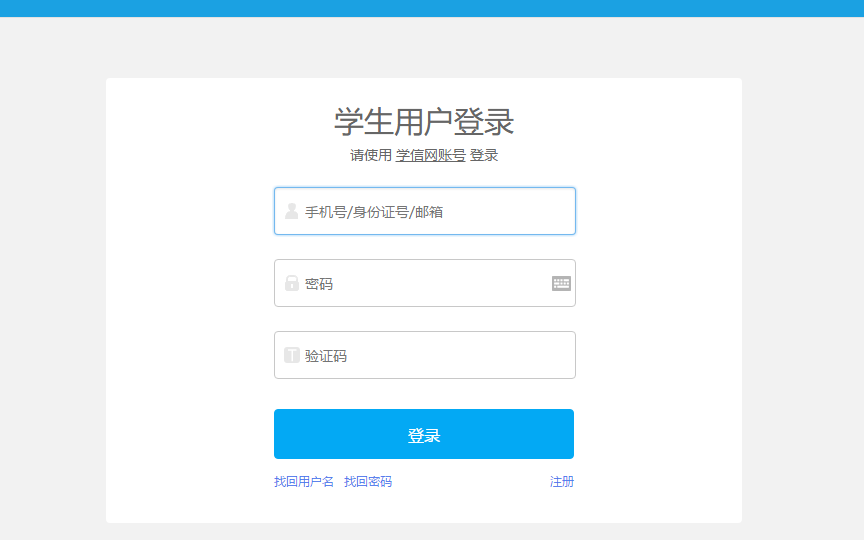 学生用户登录
请使用 学信网账号 登录
手机号/身份证号/邮箱
密码
T 验证码
登录
找回用户名 找回密码 注册